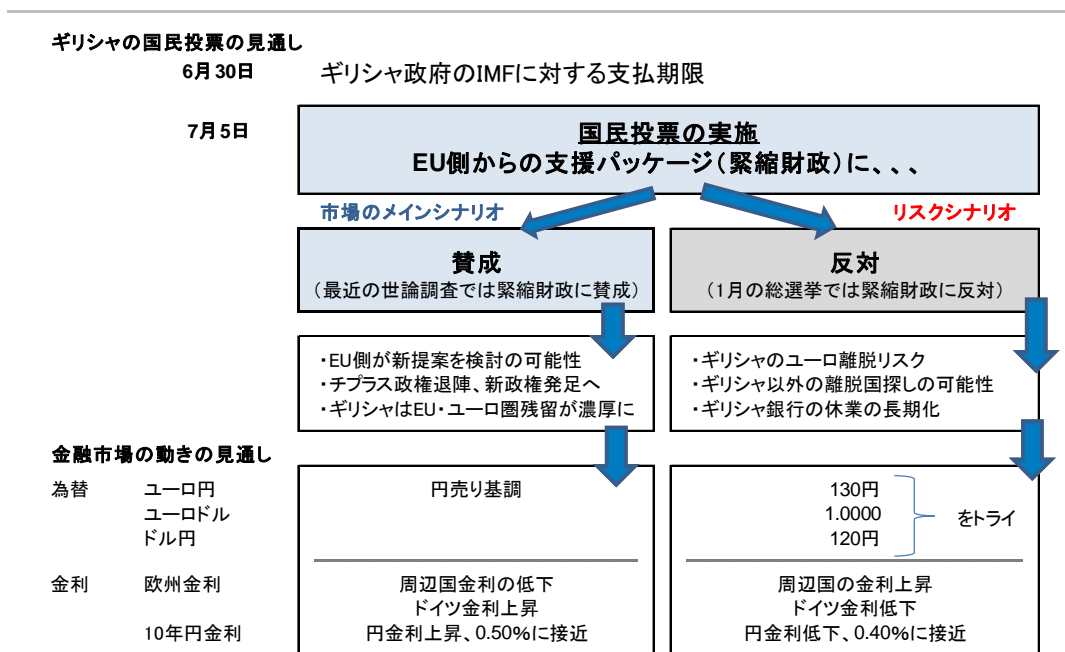 ギリシャの国民投票の見通し
6月30日 ギリシャ政府のIMFに対する支払期限
7月5日
国民投票の実施
EU側からの支援パッケージ（緊縮財政）に、、、
市場のメインシナリオ
リスクシナリオ
賛成
（最近の世論調査では緊縮財政に賛成）
反対
（1月の総選挙では緊縮財政に反対）
・EU側が新提案を検討の可能性
・チプラス政権退陣、新政権発足へ
・ギリシャはEU・ユーロ圏残留が濃厚に
・ギリシャのユーロ離脱リスク
・ギリシャ以外の離脱国探しの可能性
・ギリシャ銀行の休業の長期化
金融市場の動きの見通し
為替 ユーロ円 円売り基調 130円
ユーロドル 1.0000 をトライ
ドル円 120円
金利 欧州金利 周辺国金利の低下 周辺国の金利上昇
ドイツ金利上昇 ドイツ金利低下
10年円金利 円金利上昇、0.50%に接近 円金利低下、0.40%に接近